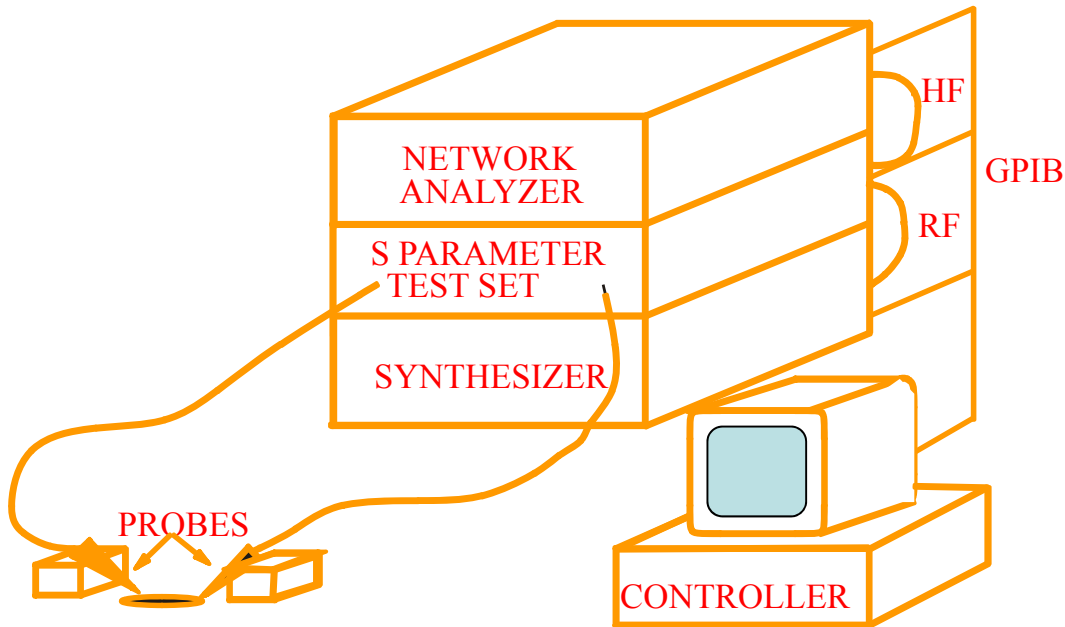 HF
NETWORK
ANALYZER
GPIB
RF
S PARAMETER
TEST SET
SYNTHESIZER
PROBES
CONTROLLER